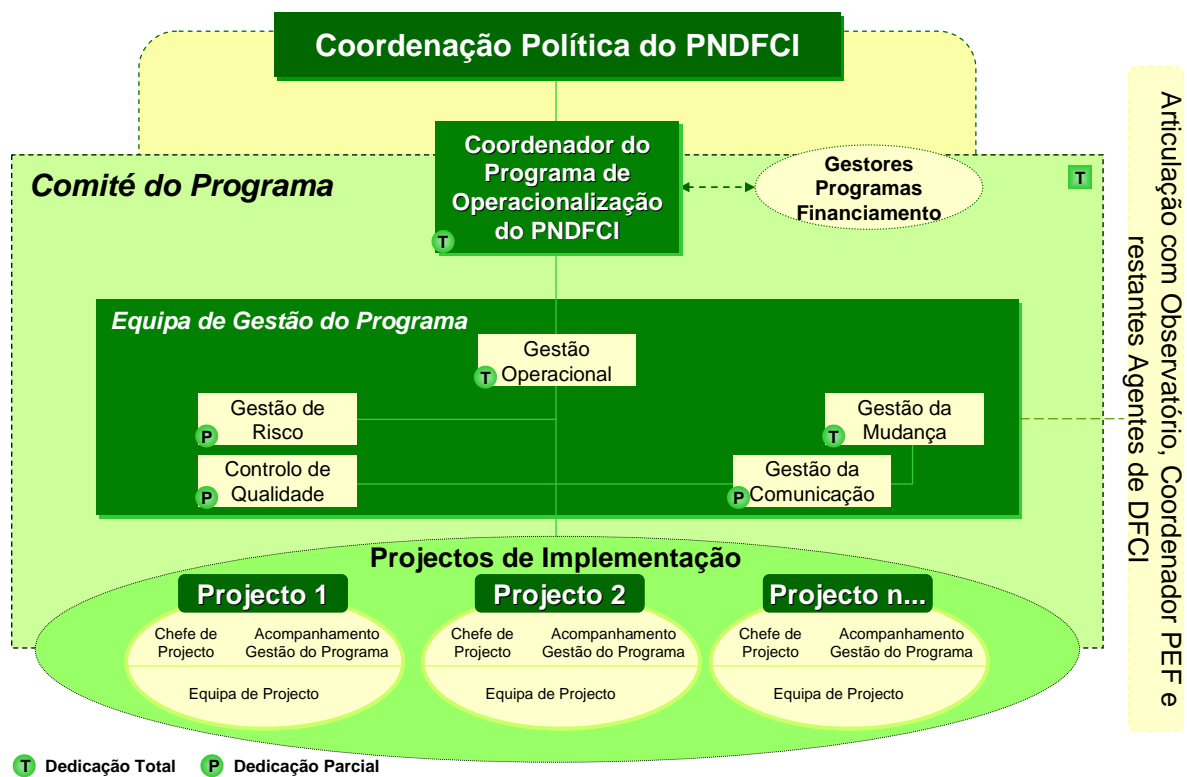 Coordenação Política do PNDFCI
Coordenador do
Programa de
Operacionalização
do PNDFCI
T
Gestores
Programas
Financiamento
T
Comité do Programa
Equipa de Gestão do Programa
Gestão
Operacional
T
Gestão de
Risco
P
Gestão da
Mudança
T
Controlo de
Qualidade
P
Gestão da
Comunicação
P
Projectos de Implementação
Projecto 1
Chefe de
Projecto
Acompanhamento
Gestão do Programa
Equipa de Projecto
Projecto 2
Chefe de
Projecto
Acompanhamento
Gestão do Programa
Equipa de Projecto
Projecto n...
Chefe de
Projecto
Acompanhamento
Gestão do Programa
Equipa de Projecto
Articulação com Observatório, Coordenador PEF e
restantes Agentes de DFCI
T Dedicação Total
P Dedicação Parcial